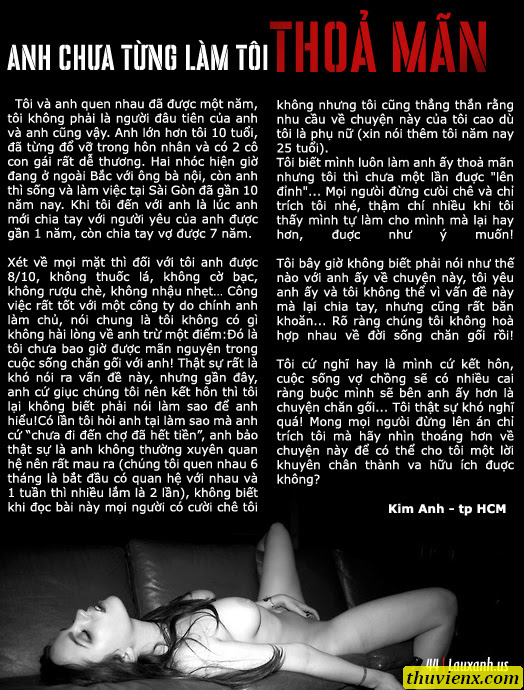 ANH CHƯA TỪNG LÀM TÔI THOẢ MÃN
Tôi và anh quen nhau đã được một năm,
tôi không phải là người đâu tiên của anh
và anh cũng vậy. Anh lớn hơn tôi 10 tuổi,
đã từng đổ vỡ trong hôn nhân và có 2 cô
con gái rất dễ thương. Hai nhóc hiện giờ
đang ở ngoài Bắc với ông bà nội, còn anh
thì sống và làm việc tại Sài Gòn đã gần 10
năm nay. Khi tôi đến với anh là lúc anh
mới chia tay với người yêu của anh được
gần 1 năm, còn chia tay vợ được 7 năm.
Xét về mọi mặt thì đối với tôi anh được
8/10, không thuốc lá, không cờ bạc,
không rượu chè, không nhậu nhẹt... Công
việc rất tốt với một công ty do chính anh
làm chủ, nói chung là tôi không có gì
không hài lòng về anh trừ một điểm:Đó là
tôi chưa bao giờ được mãn nguyện trong
cuộc sống chăn gối với anh! Thật sự rất là
khó nói ra vấn đề này, nhưng gần đây,
anh cứ giục chúng tôi nên kết hôn thì tôi
lại không biết phải nói làm sao để anh
hiểu!Có lần tôi hỏi anh tại làm sao mà anh
cứ “chưa đi đến chợ đã hết tiền”, anh bảo
thật sự là anh không thường xuyên quan
hệ nên rất mau ra (chúng tôi quen nhau 6
tháng là bắt đầu có quan hệ với nhau và
1 tuần thì nhiều lắm là 2 lần), không biết
khi đọc bài này mọi người có cười chê tôi
không nhưng tôi cũng thẳng thắn rằng
nhu cầu về chuyện này của tôi cao dù
tôi là phụ nữ (xin nói thêm tôi năm nay
25 tuổi).
Tôi biết mình luôn làm anh ấy thoả mãn
nhưng tôi thì chưa một lần đuợc "lên
đỉnh"... Mọi người đừng cưòi chê và chỉ
trích tôi nhé, thậm chí nhiều khi tôi
thấy mình tự làm cho mình mà lại hay
hơn, đuợc như ý muốn!
Tôi bây giờ không biết phải nói như thế
nào với anh ấy về chuyện này, tôi yêu
anh ấy và tôi không thể vì vấn đề này
mà lại chia tay, nhưng cũng rất băn
khoăn... Rõ ràng chúng tôi không hoà
hợp nhau về đời sống chăn gối rồi!
Tôi cứ nghĩ hay là mình cứ kết hôn,
cuộc sống vợ chồng sẽ có nhiều cai
ràng buộc mình sẽ bên anh ấy hơn là
chuyện chăn gối... Tôi thật sự khó nghĩ
quá! Mong mọi người đừng lên án chỉ
trích tôi mà hãy nhìn thoáng hơn về
chuyện này để có thể cho tôi một lời
khuyên chân thành va hữu ích đuợc
không?
Kim Anh - tp HCM
44 | Lauxanh.us
thuvienx.com